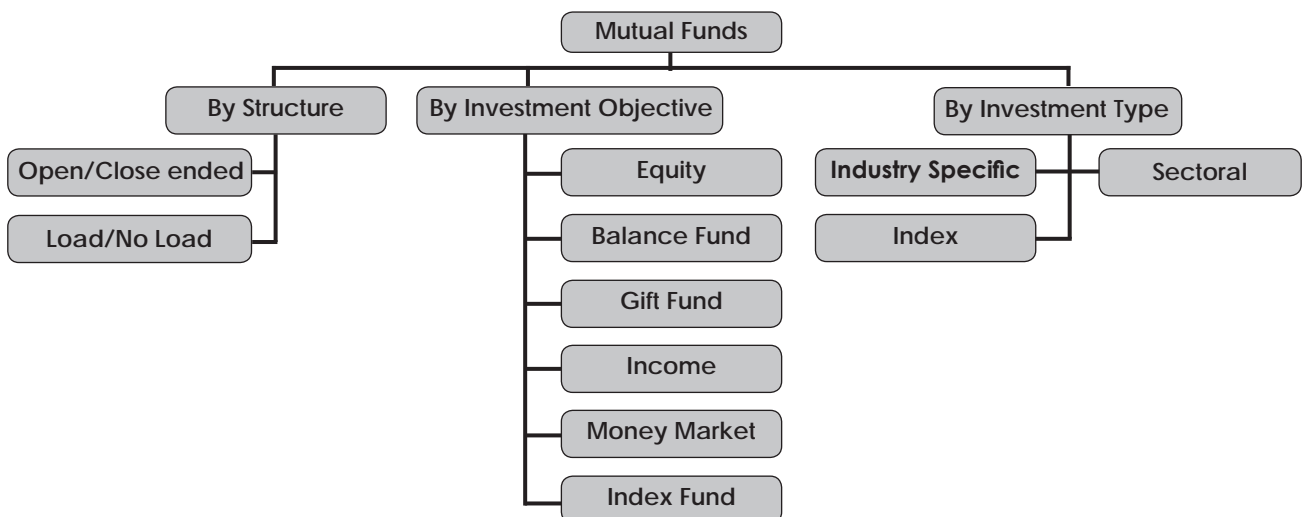 Mutual Funds
By Structure
Open/Close ended
Load/No Load
By Investment Objective
Equity
Balance Fund
Gift Fund
Income
Money Market
Index Fund
By Investment Type
Industry Specific
Sectoral
Index